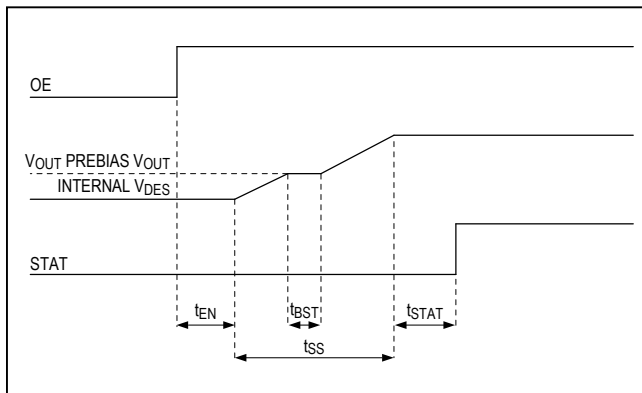 OE
VOUT PREBIAS VOUT
INTERNAL VDES
STAT
tEN
tBST
tSTAT
tSS